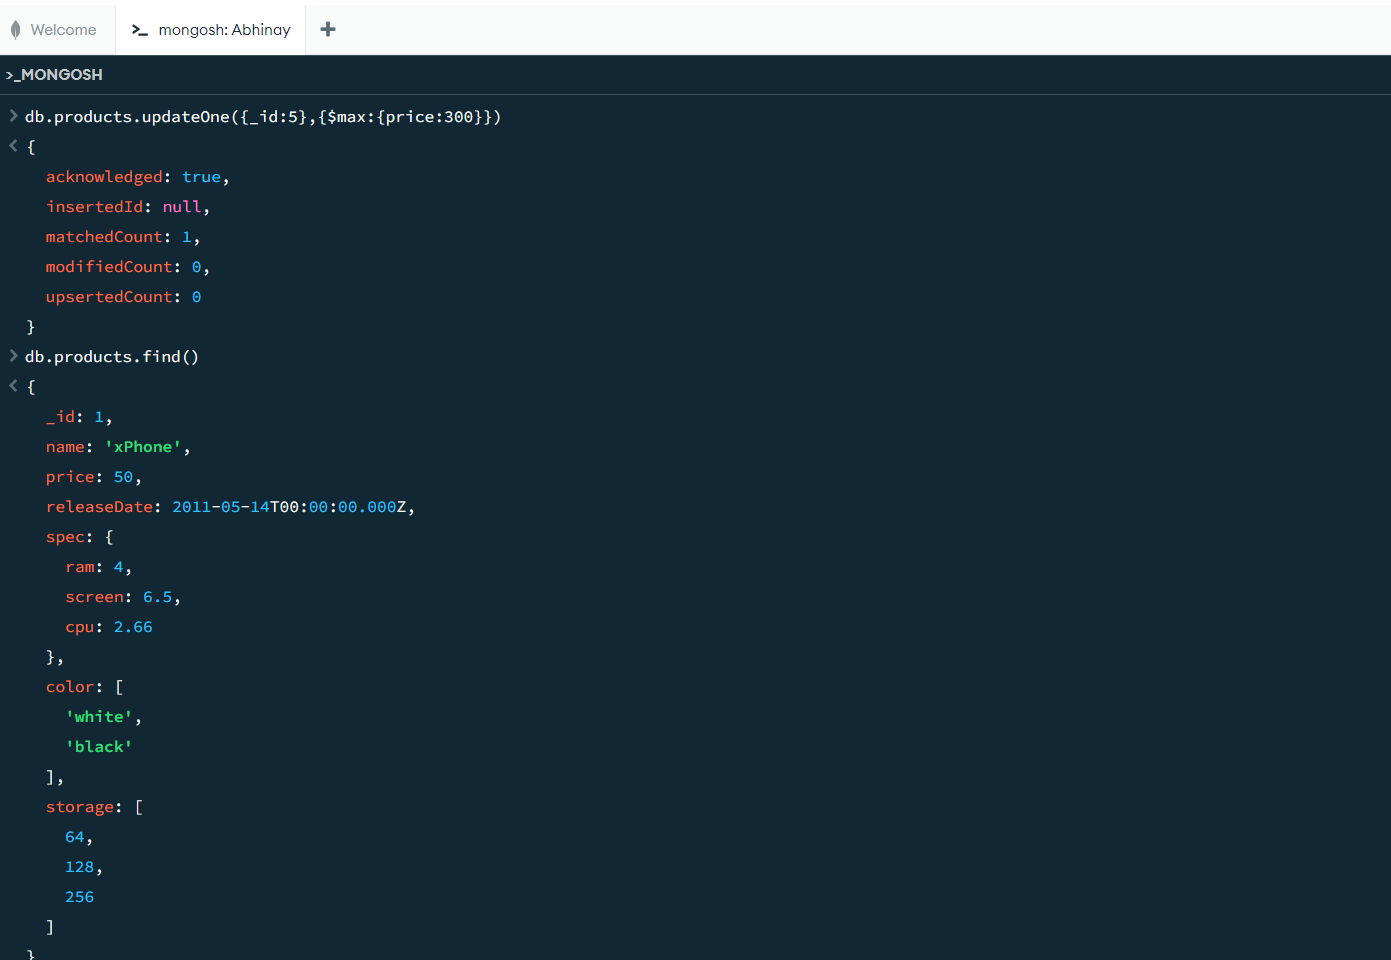 Welcome
>_ mongosh: Abhinay +
>_MONGOSH
> db.products.updateOne({_id:5},{$max:{price:300}})
< {
acknowledged: true,
insertedId: null,
matchedCount: 1,
modifiedCount: 0,
upsertedCount: 0
}
> db.products.find()
< {
_id: 1,
name: 'xPhone',
price: 50,
releaseDate: 2011-05-14T00:00:00.000Z,
spec: {
ram: 4,
screen: 6.5,
cpu: 2.66
},
color: [
'white',
'black'
],
storage: [
64,
128,
256
]
}